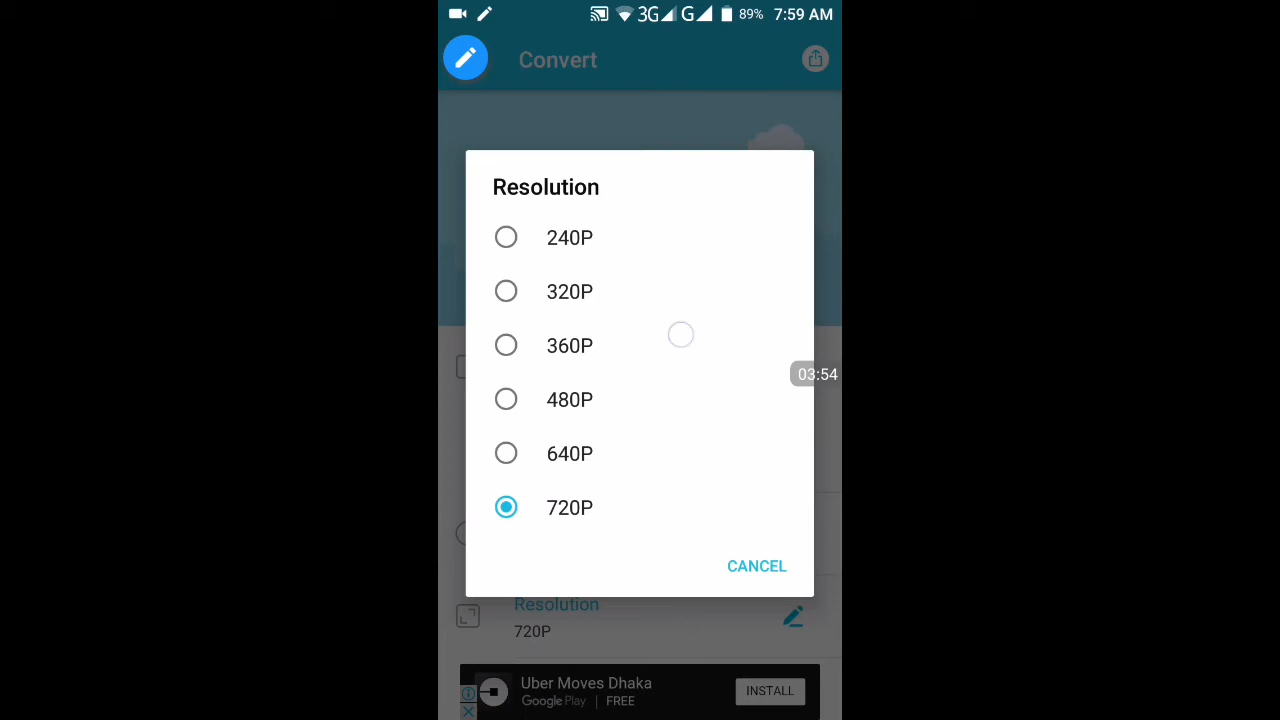 3G G 89% 7:59 AM
Convert
Resolution
240P
320P
360P
03:54
480P
640P
720P
CANCEL
Resolution
720P
Uber Moves Dhaka
Google Play | FREE
INSTALL